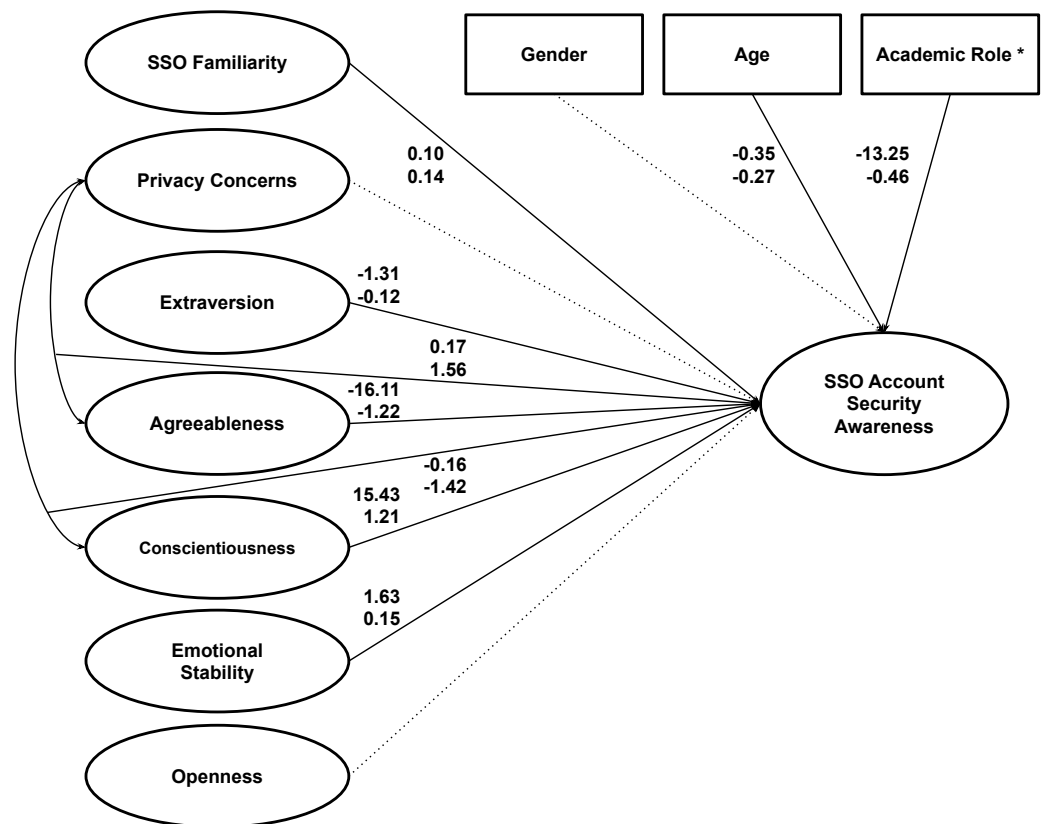 SSO Familiarity
Gender
Age
Academic Role *
Privacy Concerns
0.10
0.14
-0.35
-0.27
-13.25
-0.46
Extraversion
-1.31
-0.12
0.17
1.56
Agreeableness
-16.11
-1.22
SSO Account
Security
Awareness
-0.16
-1.42
Conscientiousness
15.43
1.21
1.63
0.15
Emotional
Stability
Openness